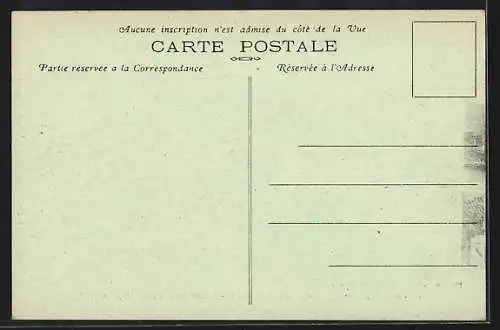 Aucune inscription n'est admise du côté de la Vue
CARTE POSTALE
Partie réservée a la Correspondance
Réservée à l'Adresse